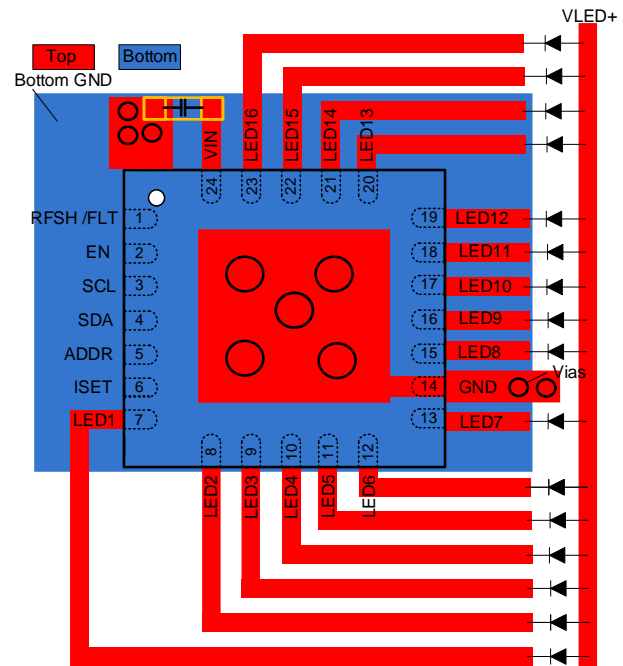 VLED+
Top
Bottom
Bottom GND
VIN
LED16
LED15
LED14
LED13
24
23
22
21
20
RFSH /FLT
1
19
LED12
EN
2
18
LED11
SCL
3
17
LED10
SDA
4
16
LED9
ADDR
5
15
LED8
Vias
ISET
6
14
GND
LED1
7
13
LED7
8
9
10
11
12
LED2
LED3
LED4
LED5
LED6